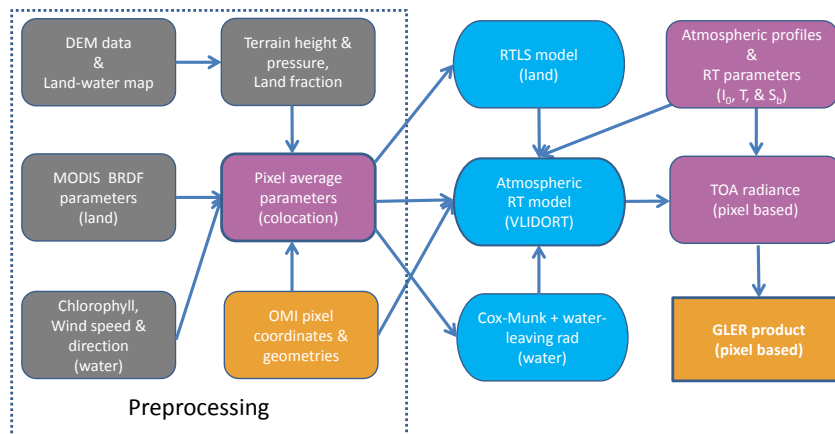 DEM data
&
Land-water map
Terrain height &
pressure,
Land fraction
RTLS model
(land)
Atmospheric profiles
&
RT parameters
(I0, T, & Sb)
MODIS BRDF
parameters
(land)
Pixel average
parameters
(colocation)
Atmospheric
RT model
(VLIDORT)
TOA radiance
(pixel based)
Chlorophyll,
Wind speed &
direction
(water)
OMI pixel
coordinates &
geometries
Cox-Munk + water-
leaving rad
(water)
GLER product
(pixel based)
Preprocessing